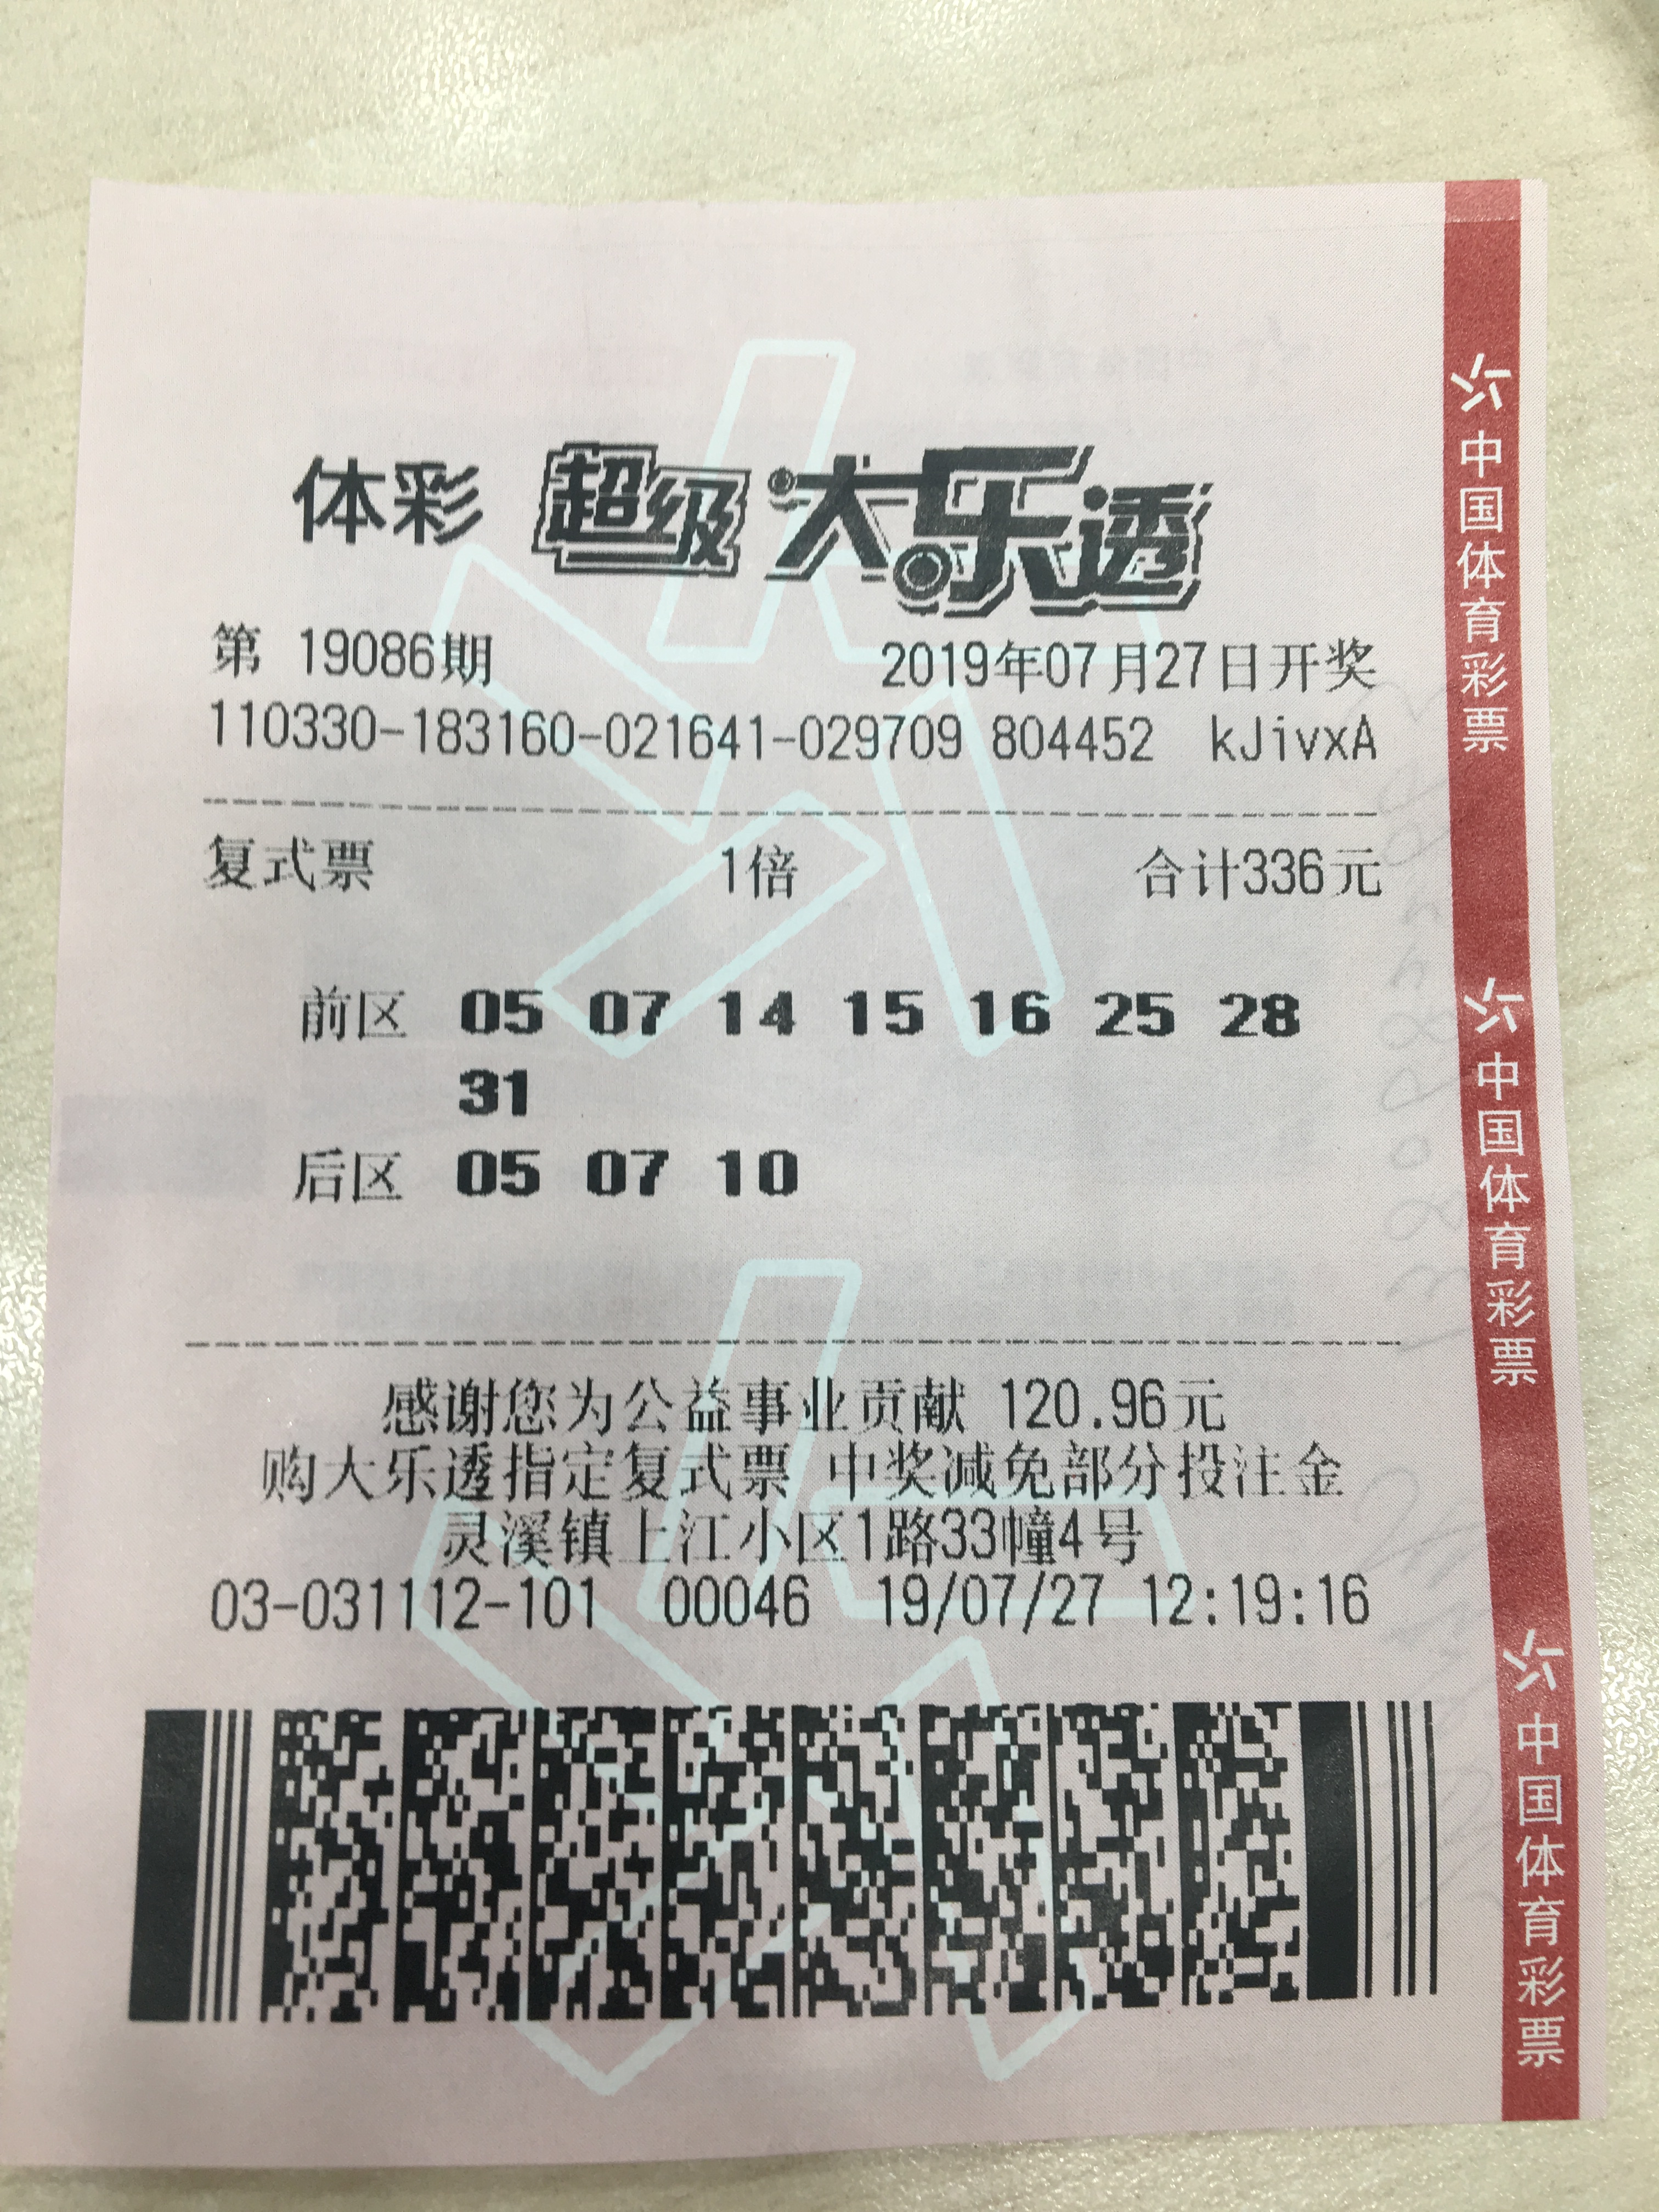 体彩 超级大乐透
第 19086期 2019年07月27日开奖
110330-183160-021641-029709 804452 kJivxA
复式票 1倍 合计336元
前区 05 07 14 15 16 25 28
31
后区 05 07 10
感谢您为公益事业贡献 120.96元
购大乐透指定复式票 中奖减免部分投注金
灵溪镇上江小区1路33幢4号
03-031112-101 00046 19/07/27 12:19:16
中国体育彩票
中国体育彩票
中国体育彩票